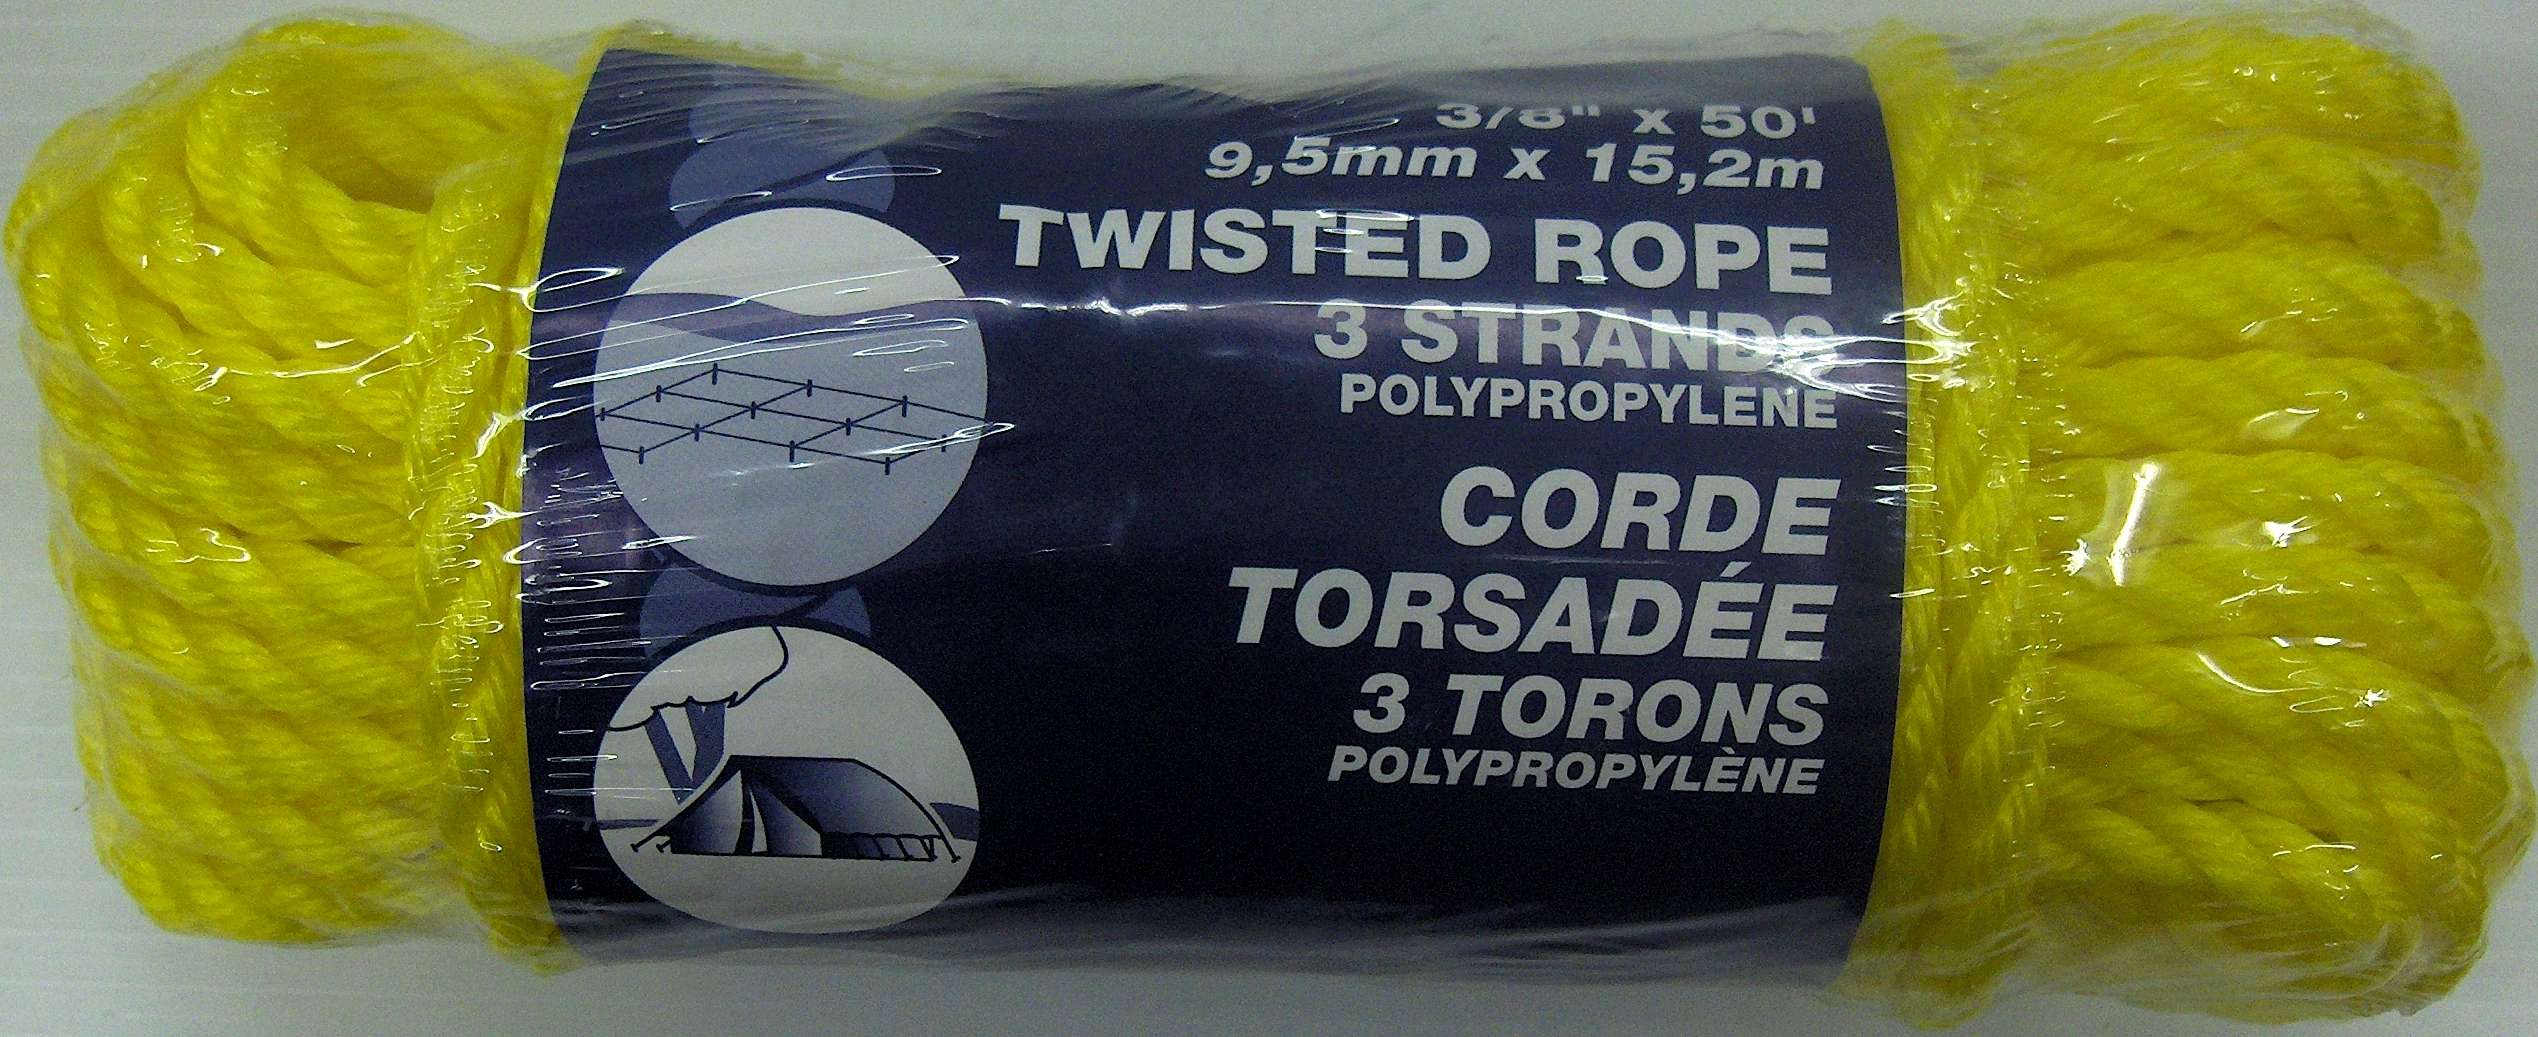 3/8" x 50'
9,5mm x 15,2m
TWISTED ROPE
3 STRANDS
POLYPROPYLENE
CORDE
TORSADÉE
3 TORONS
POLYPROPYLÈNE